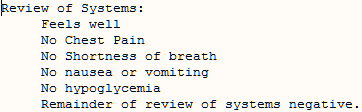 Review of Systems:
Feels well
No Chest Pain
No Shortness of breath
No nausea or vomiting
No hypoglycemia
Remainder of review of systems negative.